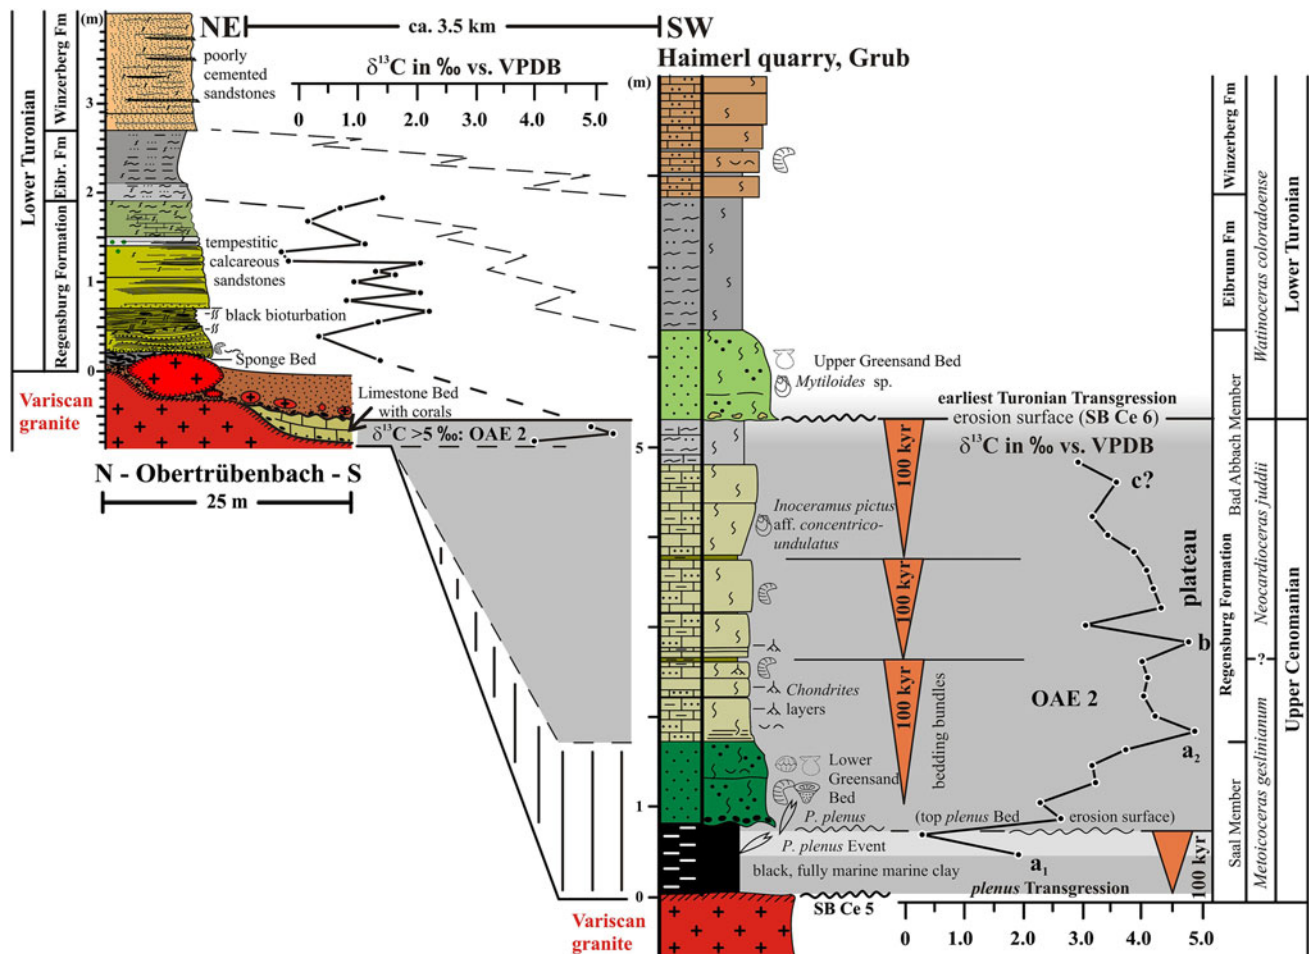 (m)
NE
ca. 3.5 km
SW
Haimerl quarry, Grub
Lower Turonian
Winzerberg Fm
Eibr. Fm
Regensburg Formation
3
2
1
0
poorly
cemented
sandstones
δ13C in ‰ vs. VPDB
0 1.0 2.0 3.0 5.0
tempestitic
calcareous
sandstones
black bioturbation
Sponge Bed
Variscan
granite
Limestone Bed
with corals
δ13C >5 ‰: OAE 2
N - Obertrübenbach - S
25 m
(m)
5
1
0
Upper Greensand Bed
Mytiloides sp.
earliest Turonian Transgression
erosion surface (SB Ce 6)
δ13C in ‰ vs. VPDB
100 kyr
c?
Inoceramus pictus
aff. concentrico-
undulatus
100 kyr
plateau
b
100 kyr
bedding bundles
Chondrites
layers
OAE 2
a2
Lower
Greensand
Bed
P. plenus
(top plenus Bed
erosion surface)
P. plenus Event
a1
black, fully marine marine clay
plenus Transgression
100 kyr
SB Ce 5
Variscan
granite
0 1.0 2.0 3.0 4.0 5.0
Winzerberg Fm
Eibrunn Fm
Bad Abbach Member
Regensburg Formation
Saal Member
Watinoceras coloradoense
Neocardioceras juddii
-?-
Metoicoceras geslinianum
Lower Turonian
Upper Cenomanian